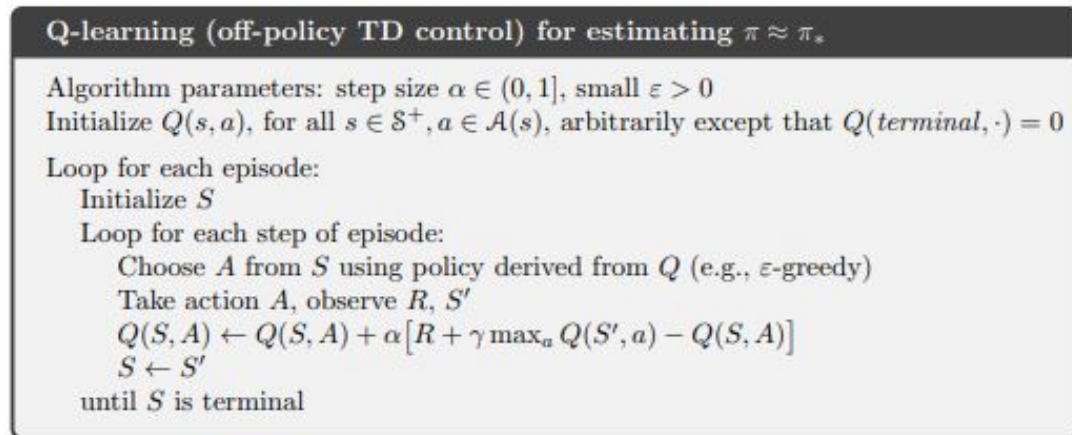 Q-learning (off-policy TD control) for estimating π ≈ π*
Algorithm parameters: step size α ∈ (0, 1], small ε > 0
Initialize Q(s, a), for all s ∈ 𝒮⁺, a ∈ 𝒜(s), arbitrarily except that Q(terminal, ·) = 0
Loop for each episode:
Initialize S
Loop for each step of episode:
Choose A from S using policy derived from Q (e.g., ε-greedy)
Take action A, observe R, S′
Q(S, A) ← Q(S, A) + α[R + γ maxₐ Q(S′, a) − Q(S, A)]
S ← S′
until S is terminal